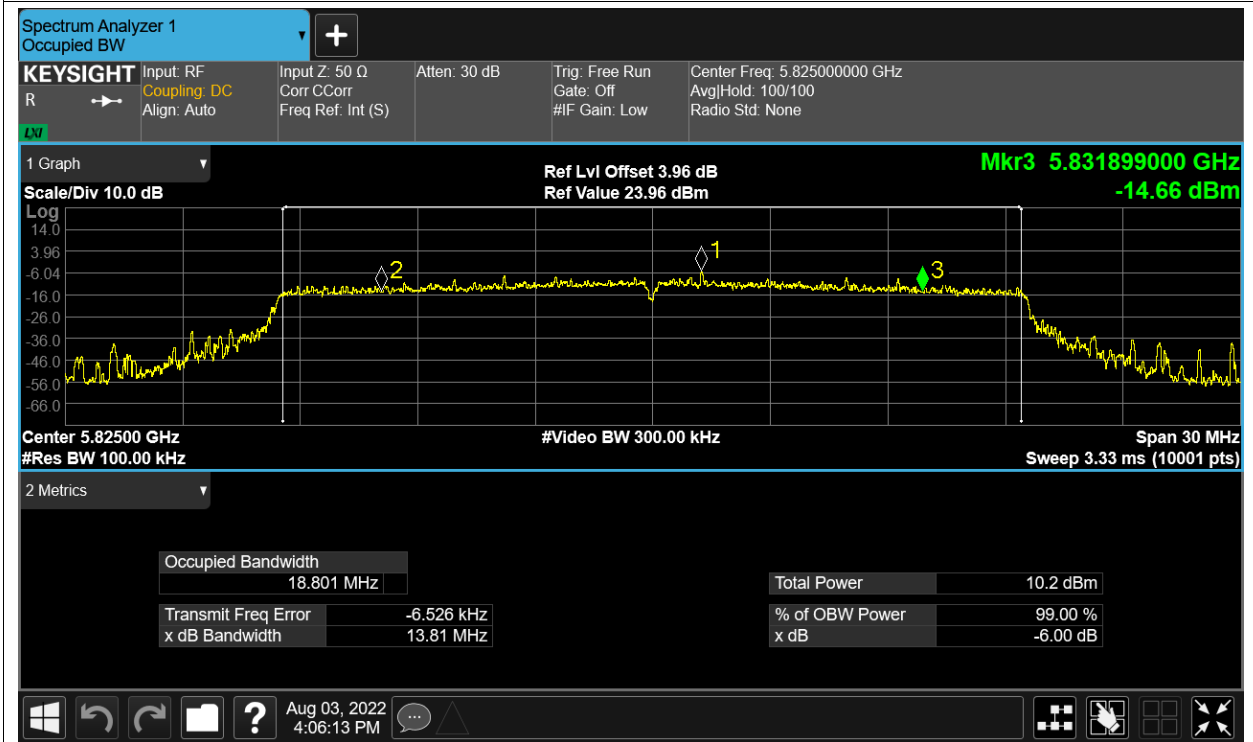 Spectrum Analyzer 1
Occupied BW
KEYSIGHT
R
LXI
Input: RF
Coupling: DC
Align: Auto
Input Z: 50 Ω
Corr CCorr
Freq Ref: Int (S)
Atten: 30 dB
Trig: Free Run
Gate: Off
#IF Gain: Low
Center Freq: 5.825000000 GHz
Avg|Hold: 100/100
Radio Std: None
1 Graph
Scale/Div 10.0 dB
Ref Lvl Offset 3.96 dB
Ref Value 23.96 dBm
Mkr3 5.831899000 GHz
-14.66 dBm
Log
14.0
3.96
-6.04
-16.0
-26.0
-36.0
-46.0
-56.0
-66.0
2
1
3
Center 5.82500 GHz
#Res BW 100.00 kHz
#Video BW 300.00 kHz
Span 30 MHz
Sweep 3.33 ms (10001 pts)
2 Metrics
Occupied Bandwidth
18.801 MHz
Transmit Freq Error -6.526 kHz
x dB Bandwidth 13.81 MHz
Total Power 10.2 dBm
% of OBW Power 99.00 %
x dB -6.00 dB
?
Aug 03, 2022
4:06:13 PM